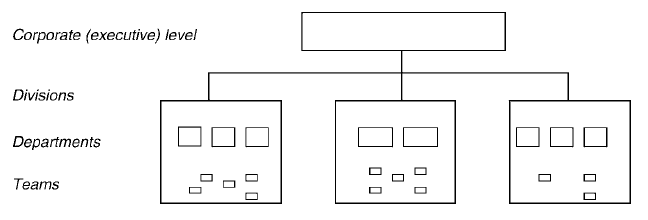 Corporate (executive) level
Divisions
Departments
Teams